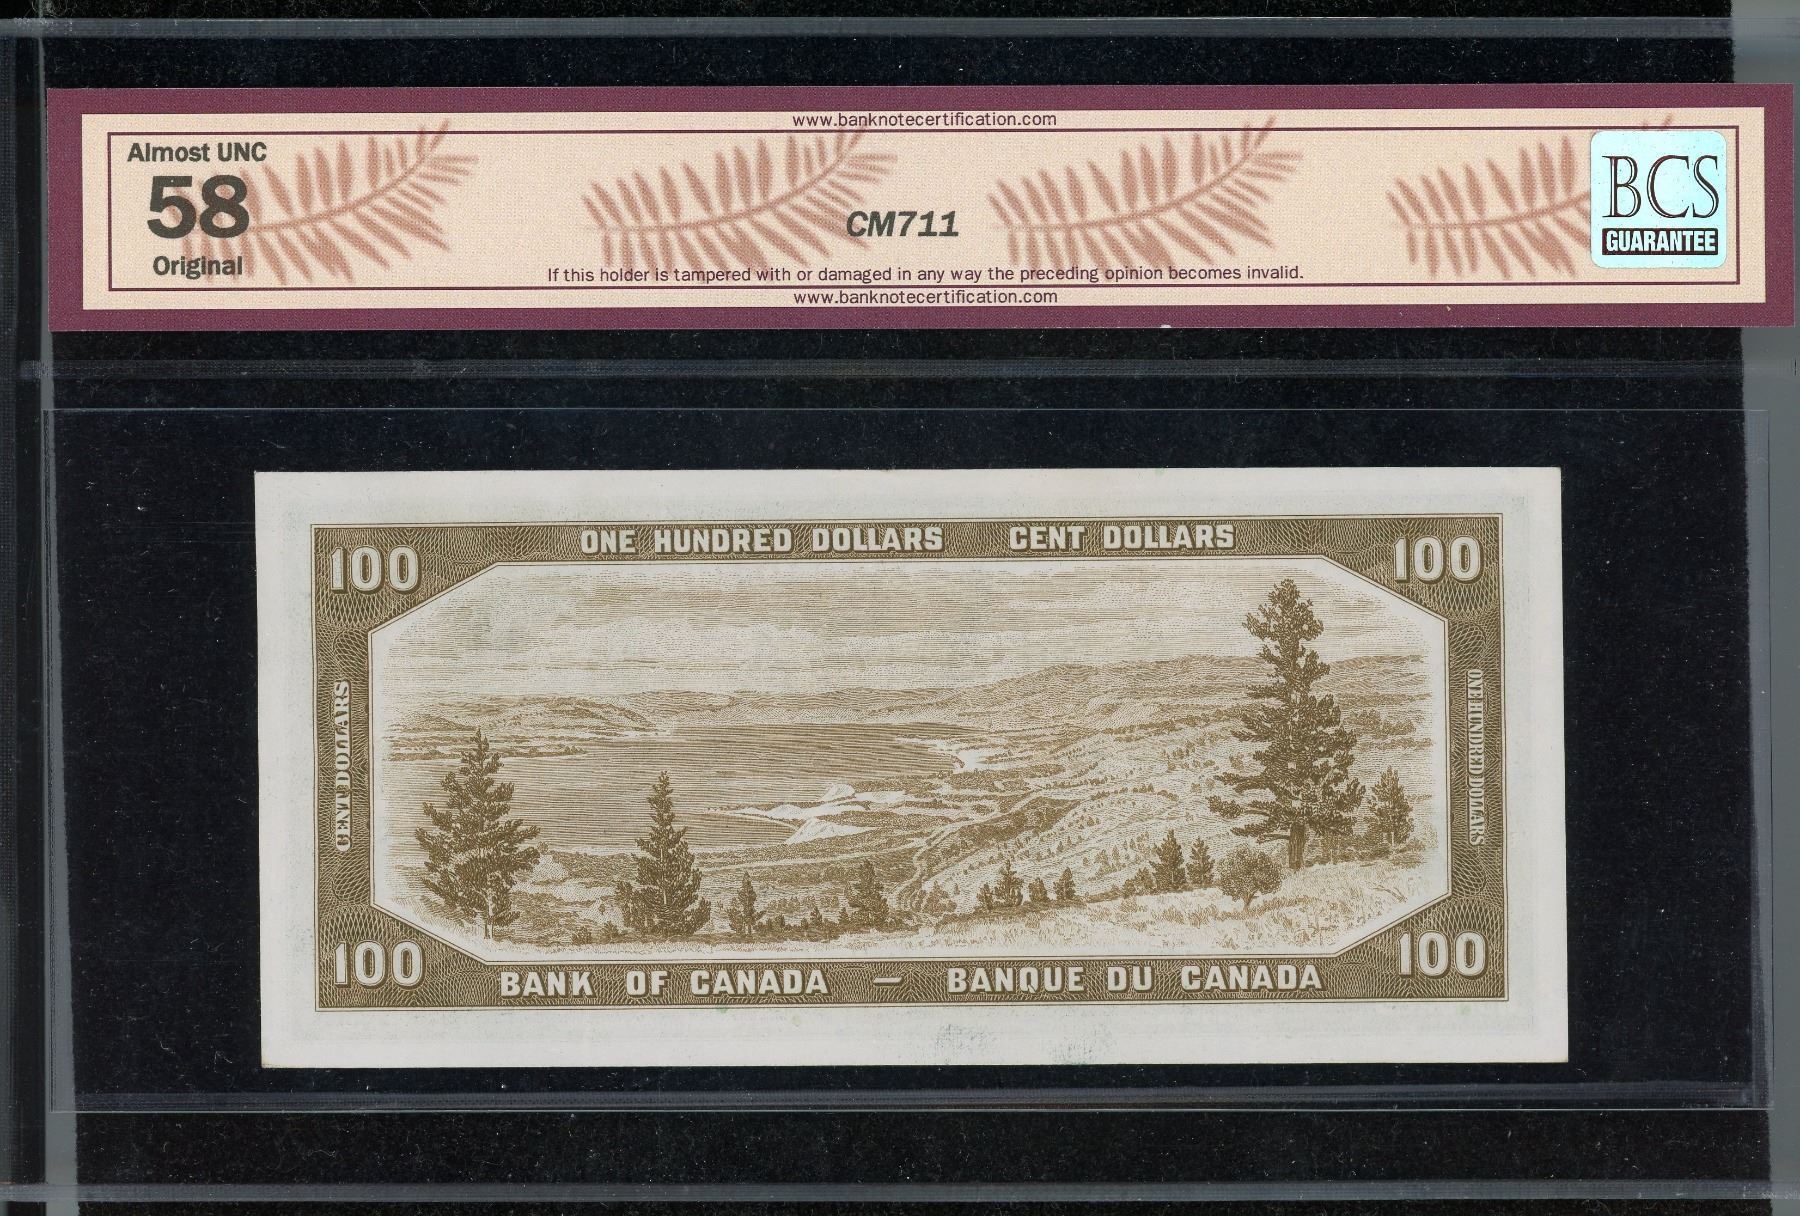 www.banknotecertification.com
Almost UNC
58
Original
CM711
BCS
GUARANTEE
If this holder is tampered with or damaged in any way the preceding opinion becomes invalid.
www.banknotecertification.com
ONE HUNDRED DOLLARS CENT DOLLARS
100 100
CENT DOLLARS
ONE HUNDRED DOLLARS
100 100
BANK OF CANADA — BANQUE DU CANADA